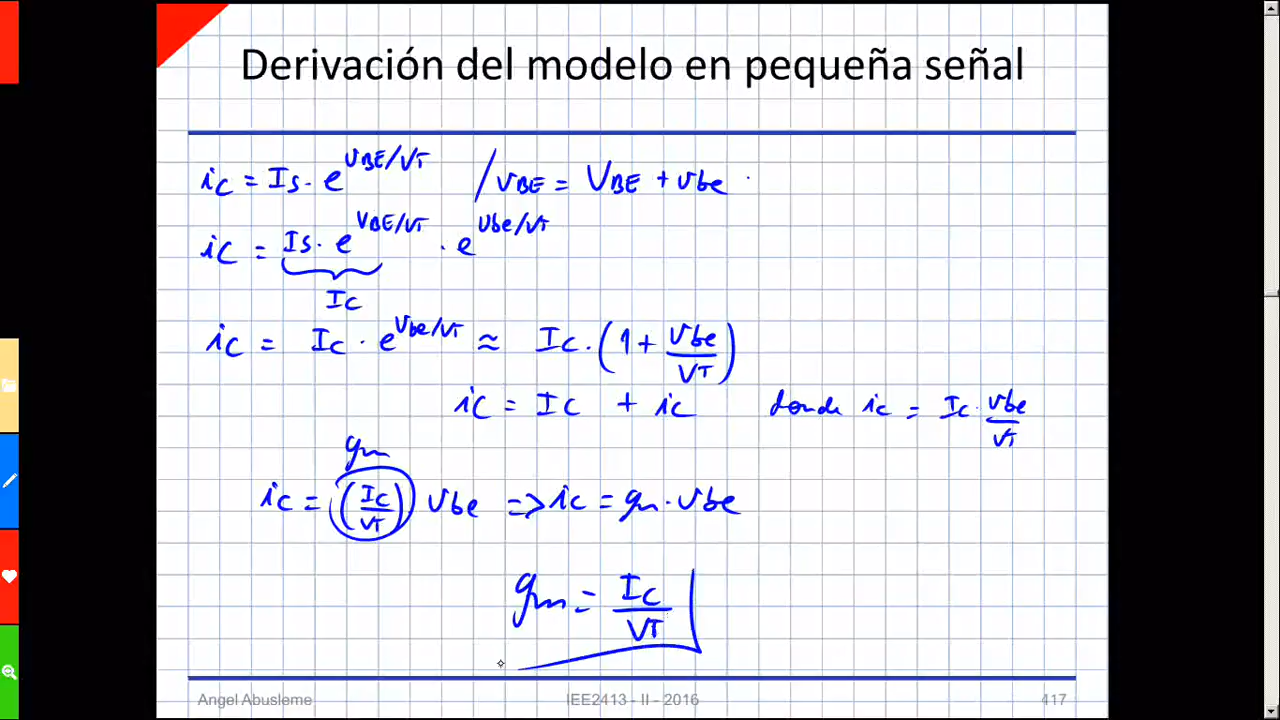 Derivación del modelo en pequeña señal
iC = Is · e^(VBE/VT) / vBE = VBE + vbe
iC = Is · e^(VBE/VT) · e^(vbe/VT)
Ic
iC = Ic · e^(vbe/VT) ≈ Ic · (1 + vbe/VT)
iC = Ic + ic donde ic = Ic · vbe/VT
gm
ic = (Ic/VT) vbe => ic = gm · vbe
gm = Ic/VT
Angel Abusleme IEE2413 - II - 2016 417